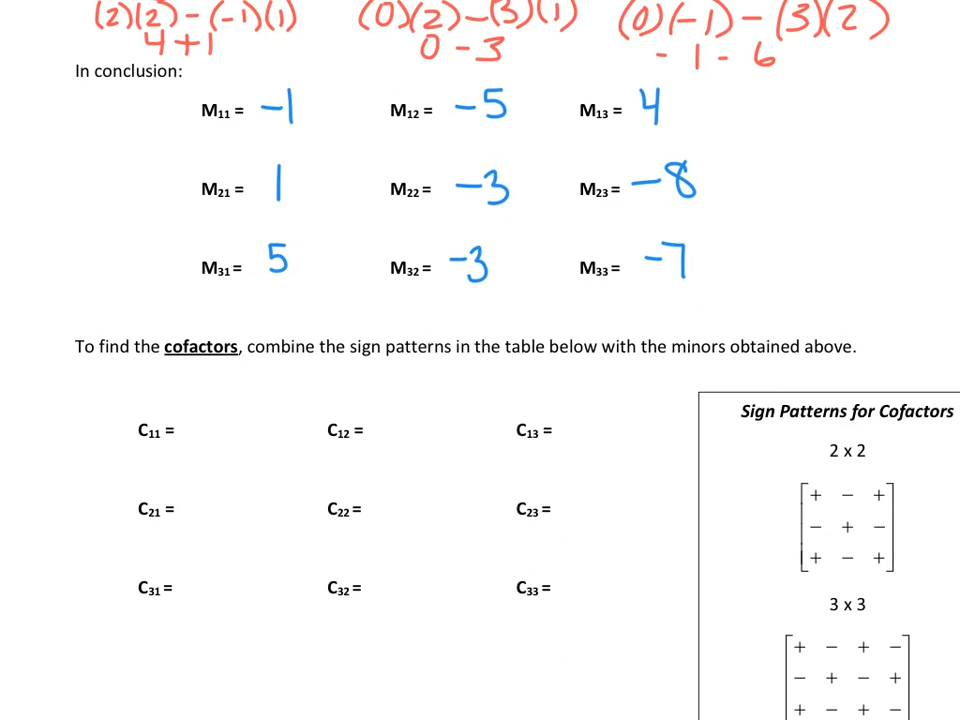 (2)(2) - (-1)(1) (0)(2) - (3)(1) (0)(-1) - (3)(2)
4 + 1 0 - 3 - 1 - 6
In conclusion:
M₁₁ = -1 M₁₂ = -5 M₁₃ = 4
M₂₁ = 1 M₂₂ = -3 M₂₃ = -8
M₃₁ = 5 M₃₂ = -3 M₃₃ = -7
To find the cofactors, combine the sign patterns in the table below with the minors obtained above.
Sign Patterns for Cofactors
C₁₁ = C₁₂ = C₁₃ =
2 x 2
+ − +
C₂₁ = C₂₂ = C₂₃ =
− + −
+ − +
C₃₁ = C₃₂ = C₃₃ =
3 x 3
+ − + −
− + − +
+ − + −